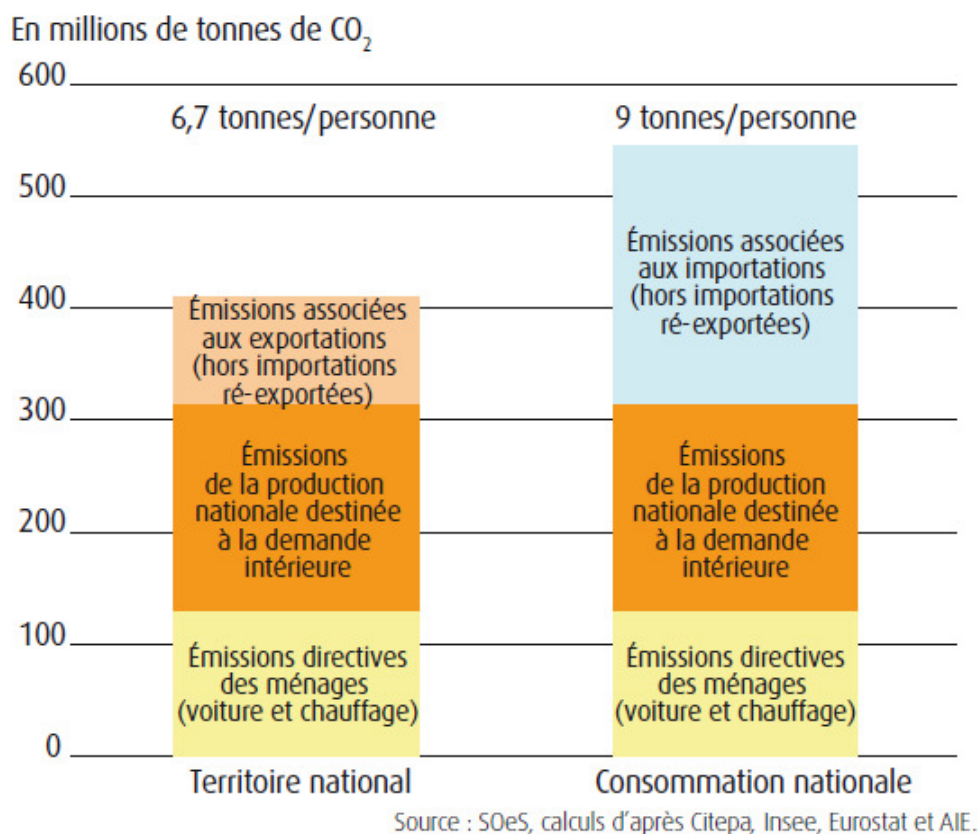 En millions de tonnes de CO₂
600
6,7 tonnes/personne
9 tonnes/personne
500
Émissions associées
aux importations
(hors importations
ré-exportées)
400
Émissions associées
aux exportations
(hors importations
ré-exportées)
300
Émissions
de la production
nationale destinée
à la demande
intérieure
Émissions
de la production
nationale destinée
à la demande
intérieure
200
100
Émissions directives
des ménages
(voiture et chauffage)
Émissions directives
des ménages
(voiture et chauffage)
0
Territoire national
Consommation nationale
Source : SOeS, calculs d'après Citepa, Insee, Eurostat et AIE.